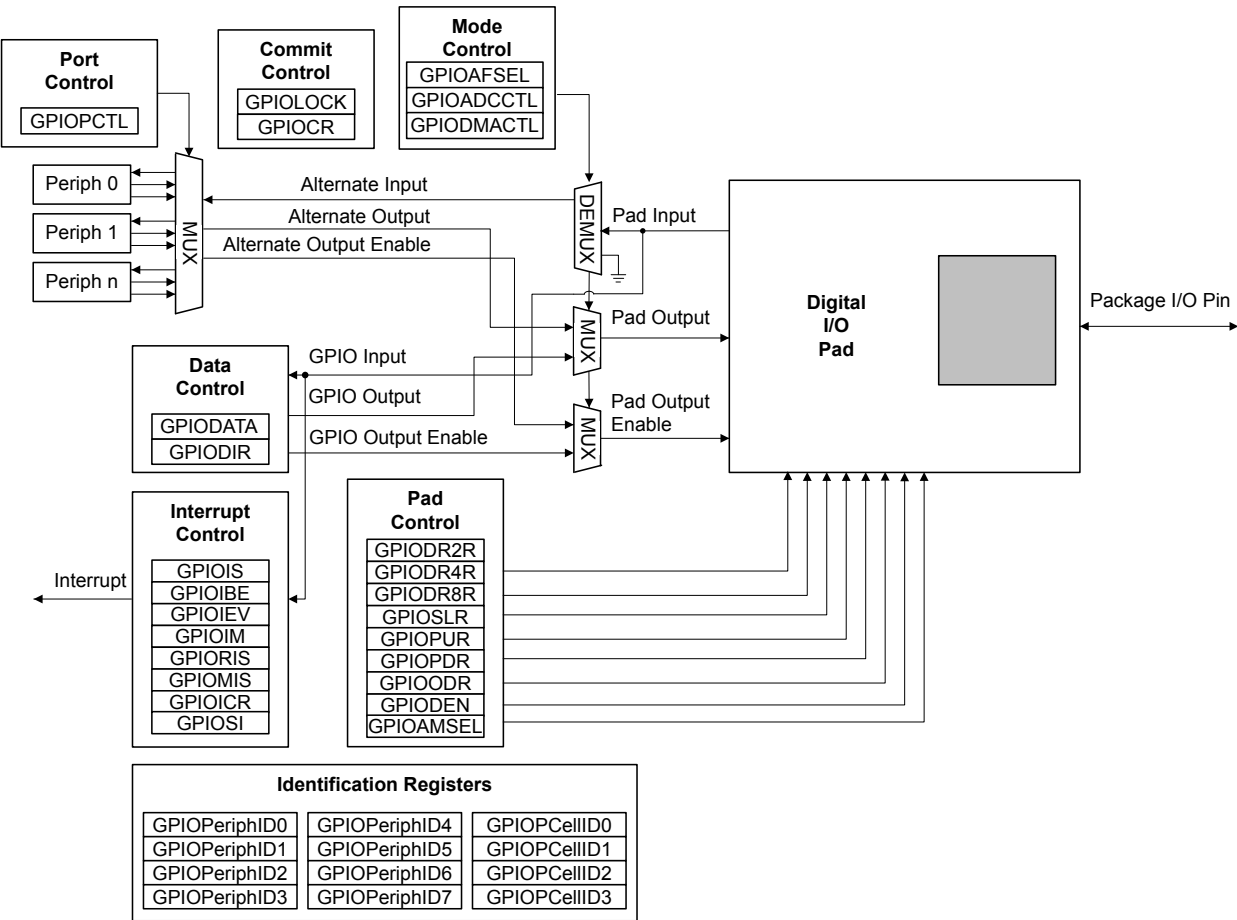 Port
Control
GPIOPCTL
Commit
Control
GPIOLOCK
GPIOCR
Mode
Control
GPIOAFSEL
GPIOADCCTL
GPIODMACTL
Periph 0
Periph 1
Periph n
MUX
Alternate Input
Alternate Output
Alternate Output Enable
DEMUX
Pad Input
MUX
Pad Output
MUX
Pad Output
Enable
Digital
I/O
Pad
Package I/O Pin
Data
Control
GPIODATA
GPIODIR
GPIO Input
GPIO Output
GPIO Output Enable
Interrupt
Control
GPIOIS
GPIOIBE
GPIOIEV
GPIOIM
GPIORIS
GPIOMIS
GPIOICR
GPIOSI
Interrupt
Pad
Control
GPIODR2R
GPIODR4R
GPIODR8R
GPIOSLR
GPIOPUR
GPIOPDR
GPIOODR
GPIODEN
GPIOAMSEL
Identification Registers
GPIOPeriphID0
GPIOPeriphID1
GPIOPeriphID2
GPIOPeriphID3
GPIOPeriphID4
GPIOPeriphID5
GPIOPeriphID6
GPIOPeriphID7
GPIOPCellID0
GPIOPCellID1
GPIOPCellID2
GPIOPCellID3